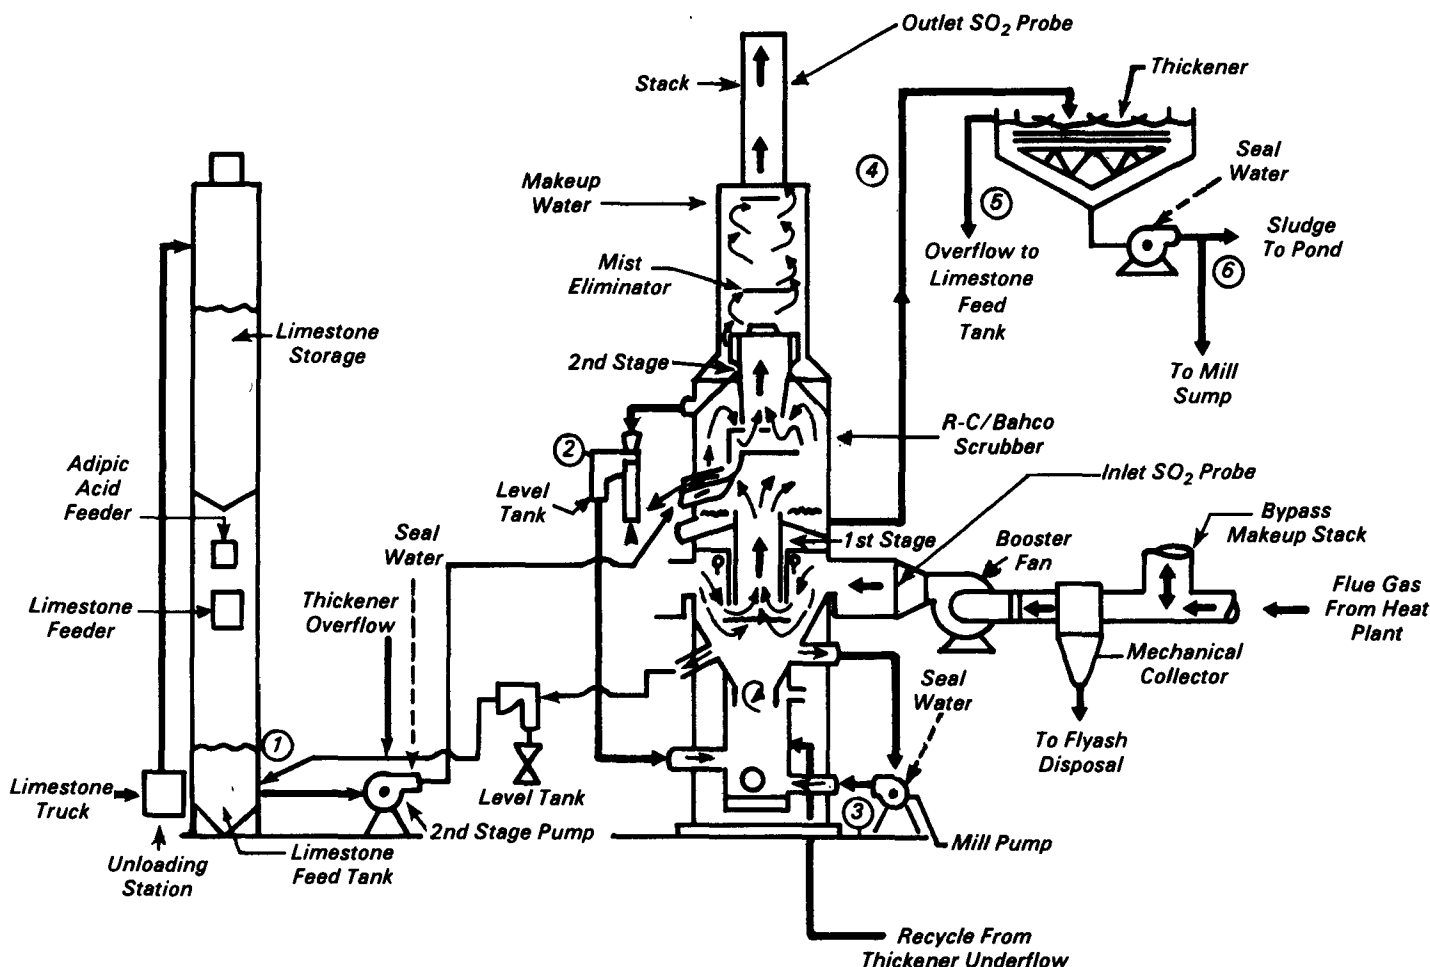 Outlet SO2 Probe
Stack
Thickener
Makeup
Water
4
Seal
Water
5
Overflow to
Limestone
Feed
Tank
Sludge
To Pond
6
To Mill
Sump
Mist
Eliminator
Limestone
Storage
2nd Stage
R-C/Bahco
Scrubber
2
Level
Tank
Inlet SO2 Probe
Adipic
Acid
Feeder
Seal
Water
1st Stage
Booster
Fan
Bypass
Makeup Stack
Flue Gas
From Heat
Plant
Limestone
Feeder
Thickener
Overflow
Mechanical
Collector
Seal
Water
To Flyash
Disposal
1
Limestone
Truck
Level Tank
2nd Stage Pump
3
Mill Pump
Unloading
Station
Limestone
Feed Tank
Recycle From
Thickener Underflow